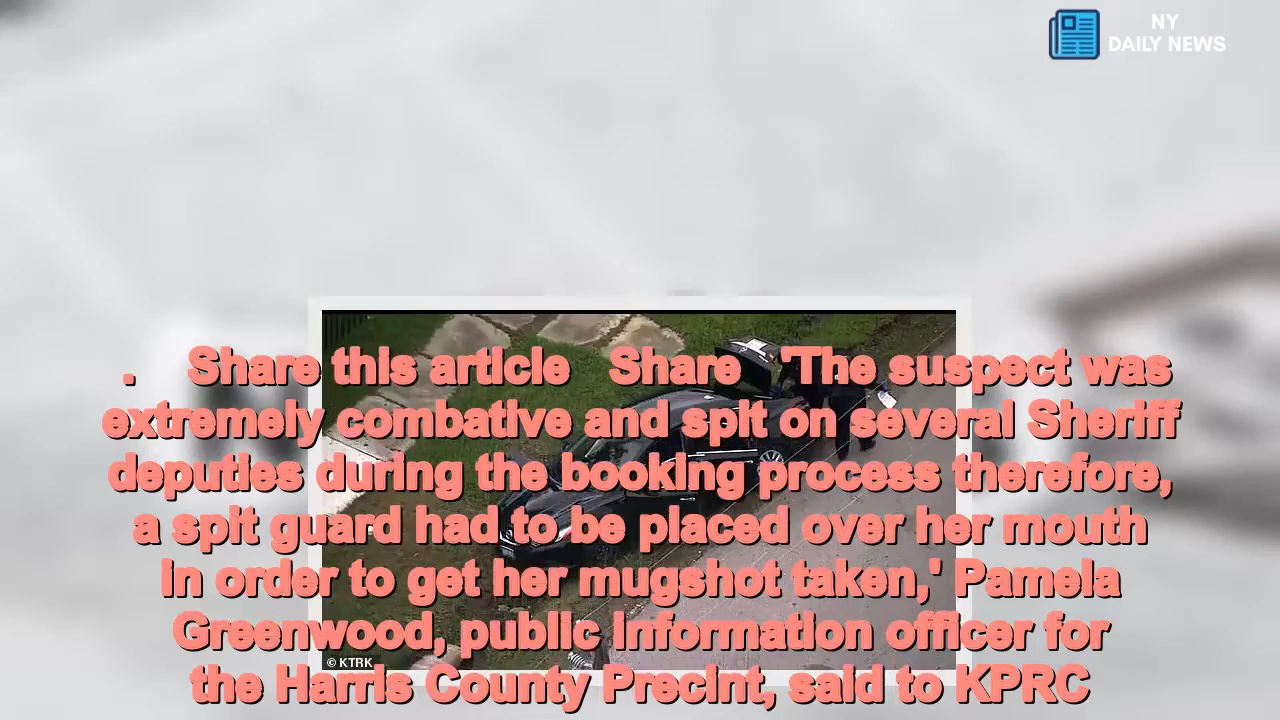 NY
DAILY NEWS
. Share this article Share 'The suspect was
extremely combative and spit on several Sheriff
deputies during the booking process therefore,
a spit guard had to be placed over her mouth
in order to get her mugshot taken,' Pamela
Greenwood, public information officer for
© KTRK
the Harris County Precint, said to KPRC